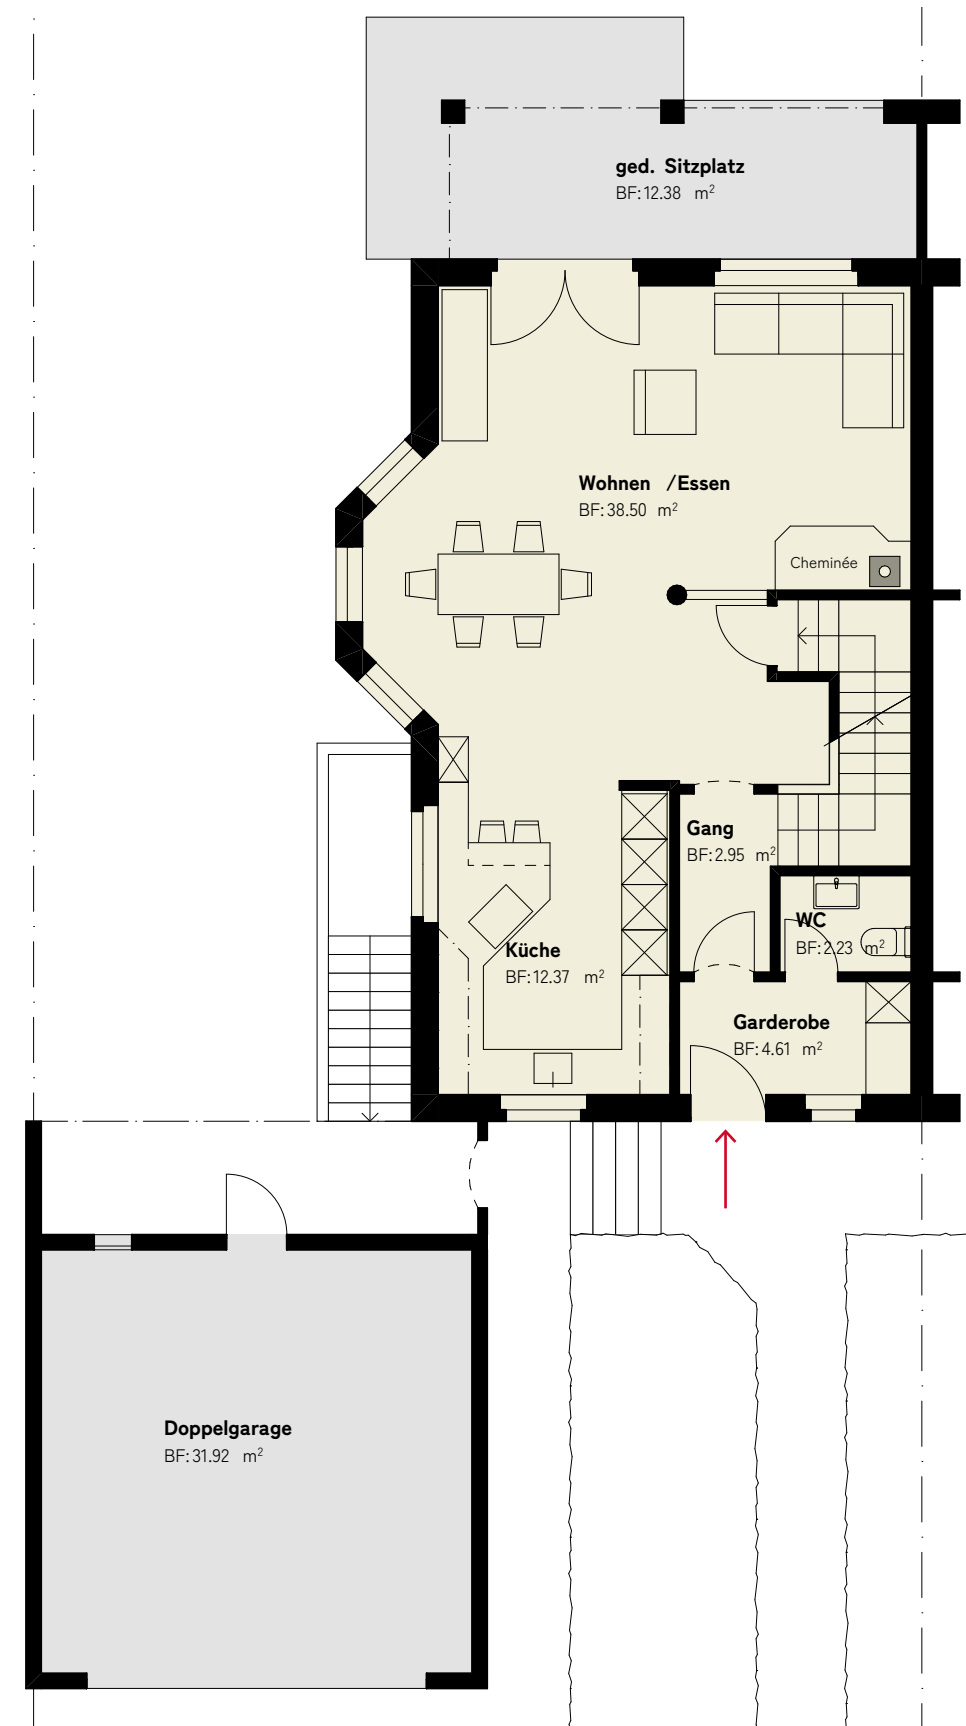 ged. Sitzplatz
BF: 12.38 m²
Wohnen /Essen
BF: 38.50 m²
Cheminée
Gang
BF: 2.95 m²
WC
BF: 2.23 m²
Küche
BF: 12.37 m²
Garderobe
BF: 4.61 m²
Doppelgarage
BF: 31.92 m²